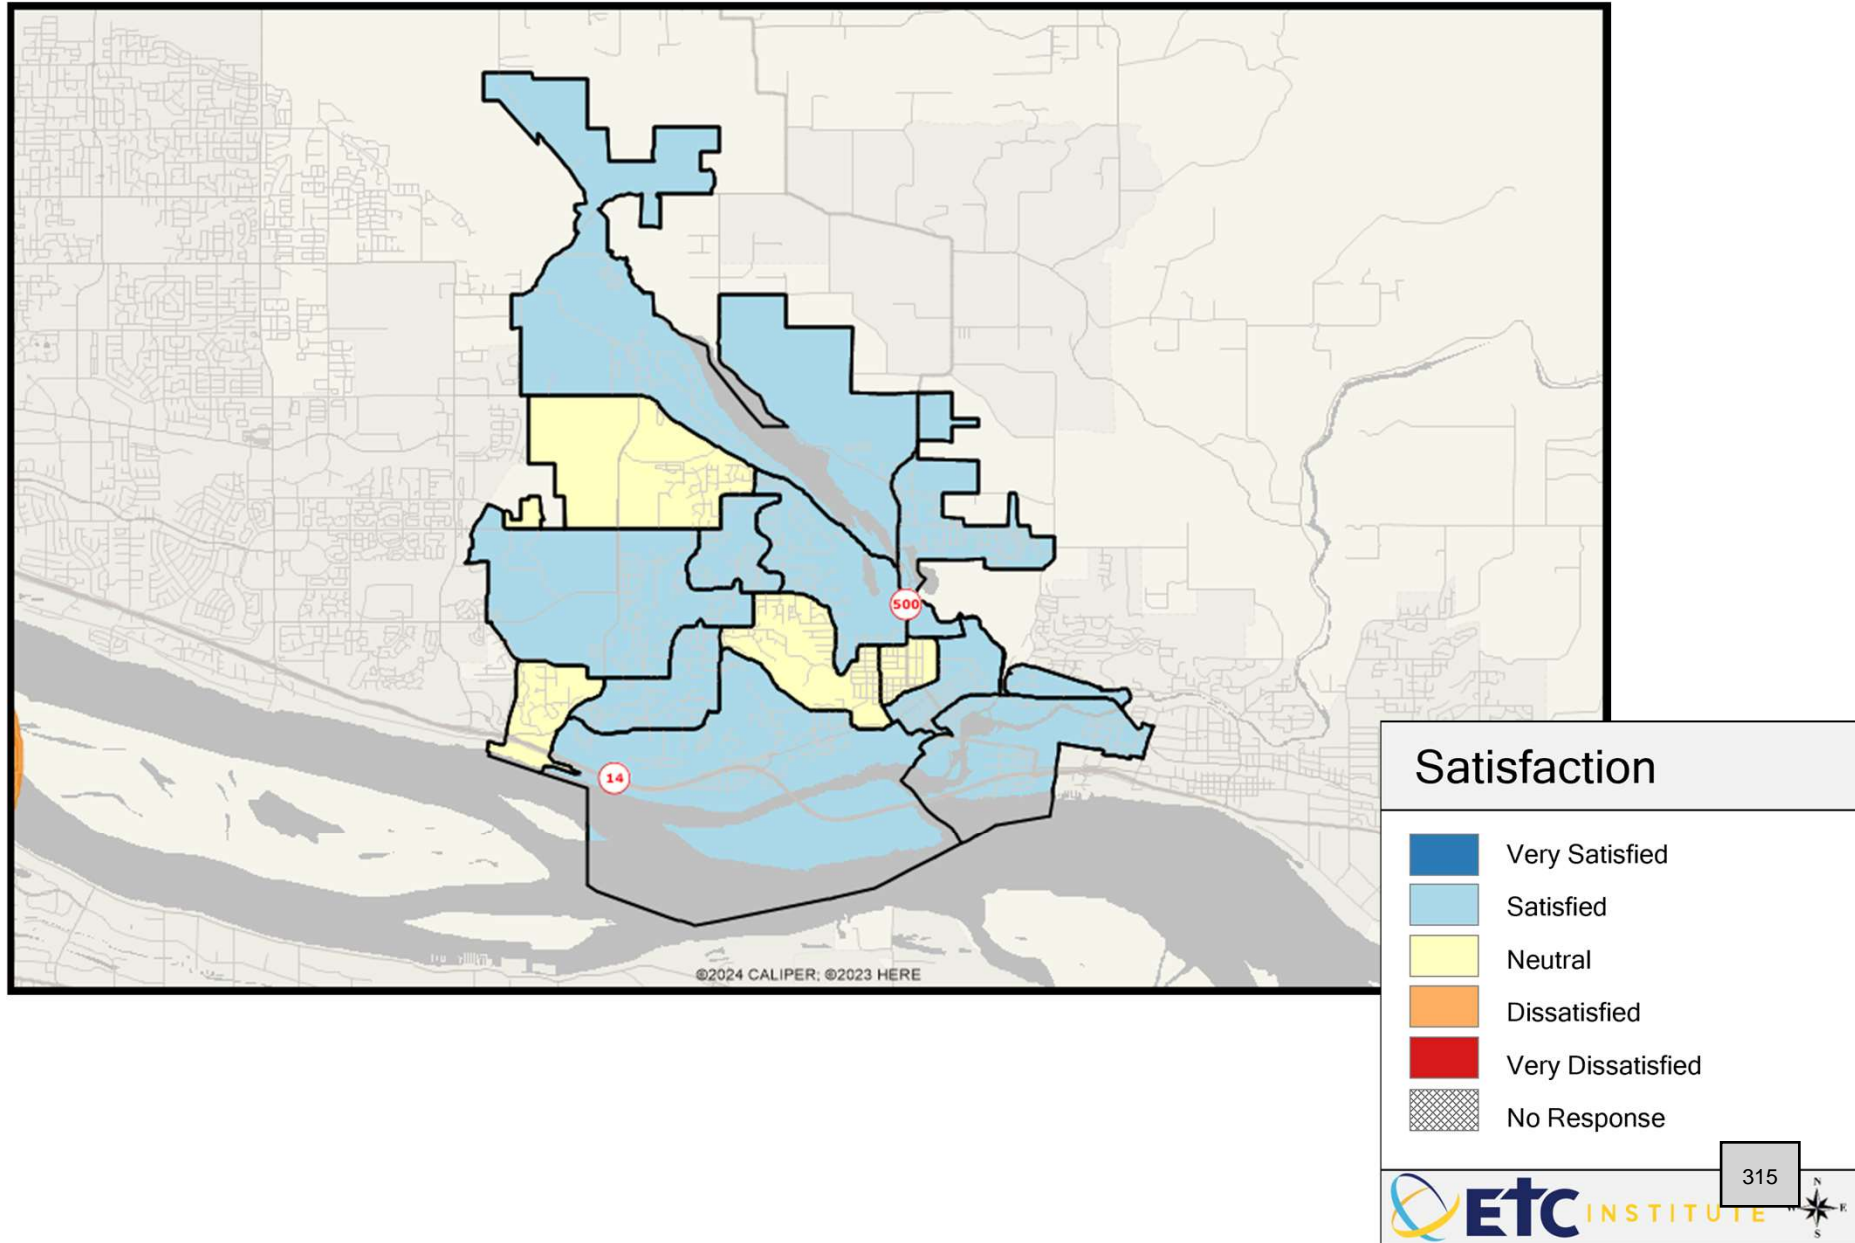 500
14
©2024 CALIPER; ©2023 HERE
Satisfaction
Very Satisfied
Satisfied
Neutral
Dissatisfied
Very Dissatisfied
No Response
315
ETC INSTITUTE
N
W E
S